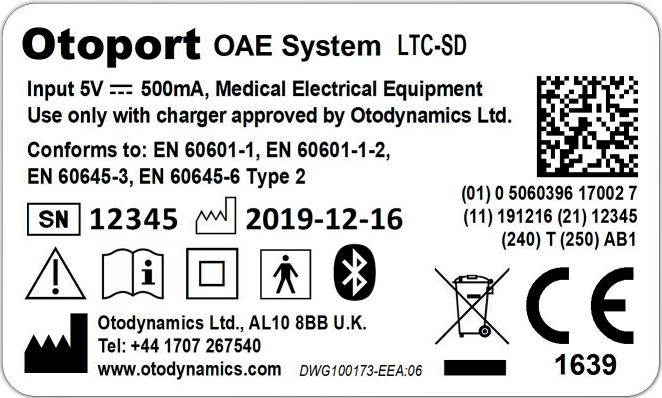 Otoport OAE System LTC-SD
Input 5V ⎓ 500mA, Medical Electrical Equipment
Use only with charger approved by Otodynamics Ltd.
Conforms to: EN 60601-1, EN 60601-1-2,
EN 60645-3, EN 60645-6 Type 2
(01) 0 5060396 17002 7
(11) 191216 (21) 12345
(240) T (250) AB1
SN 12345 2019-12-16
Otodynamics Ltd., AL10 8BB U.K.
Tel: +44 1707 267540
www.otodynamics.com DWG100173-EEA:06
CE
1639